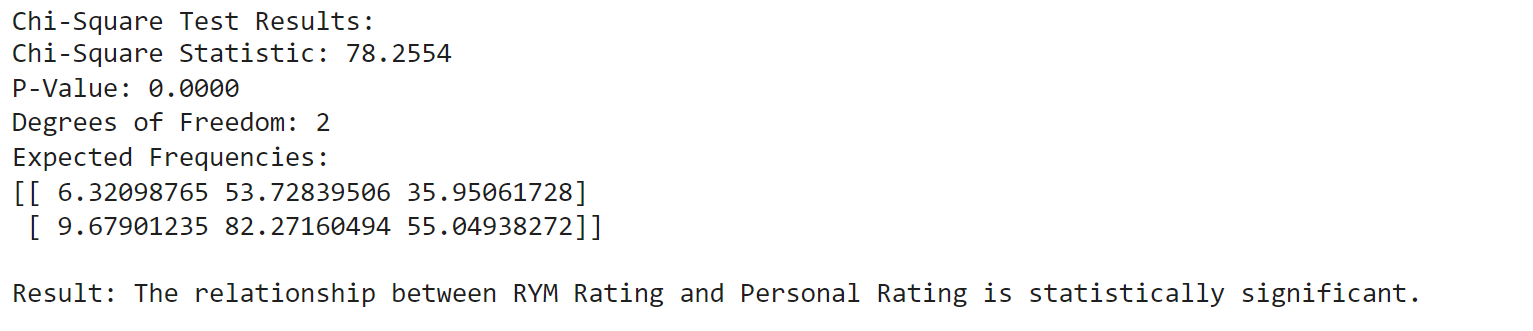 Chi-Square Test Results:
Chi-Square Statistic: 78.2554
P-Value: 0.0000
Degrees of Freedom: 2
Expected Frequencies:
[[ 6.32098765 53.72839506 35.95061728]
 [ 9.67901235 82.27160494 55.04938272]]

Result: The relationship between RYM Rating and Personal Rating is statistically significant.